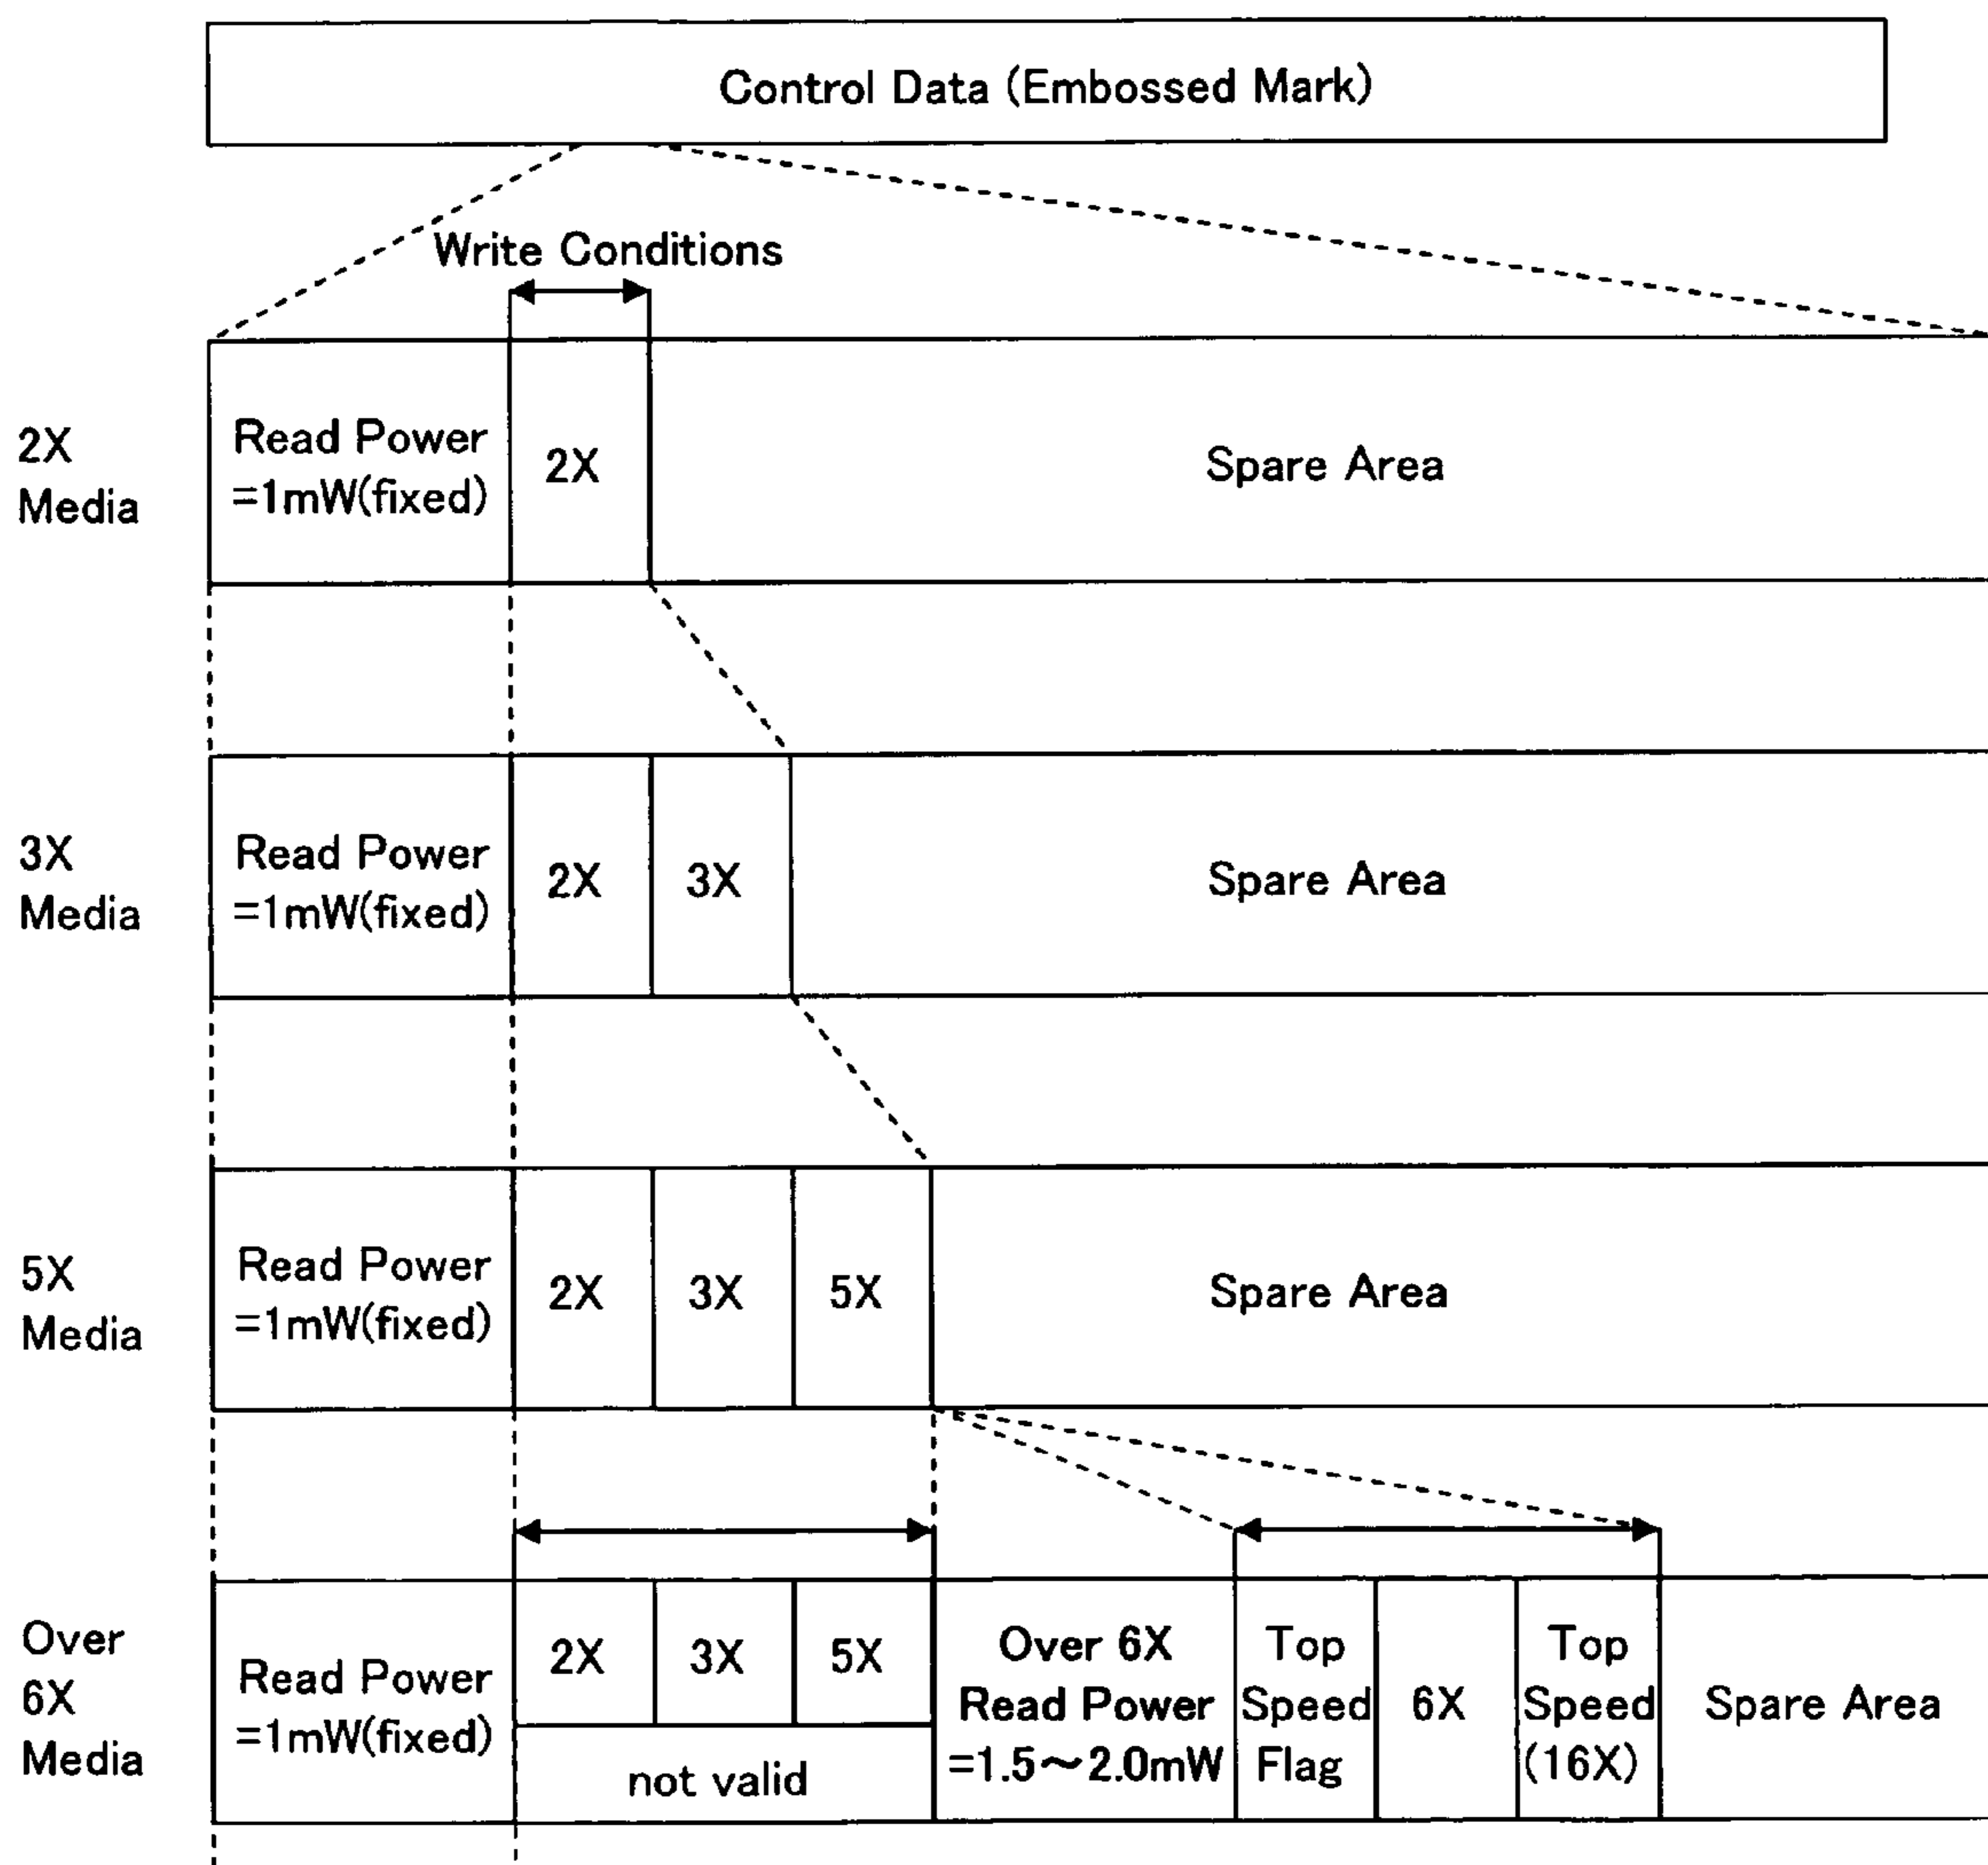 Control Data (Embossed Mark)
Write Conditions
2X
Media
Read Power
=1mW(fixed)
2X
Spare Area
3X
Media
Read Power
=1mW(fixed)
2X
3X
Spare Area
5X
Media
Read Power
=1mW(fixed)
2X
3X
5X
Spare Area
Over
6X
Media
Read Power
=1mW(fixed)
2X
3X
5X
not valid
Over 6X
Read Power
=1.5～2.0mW
Top
Speed
Flag
6X
Top
Speed
(16X)
Spare Area